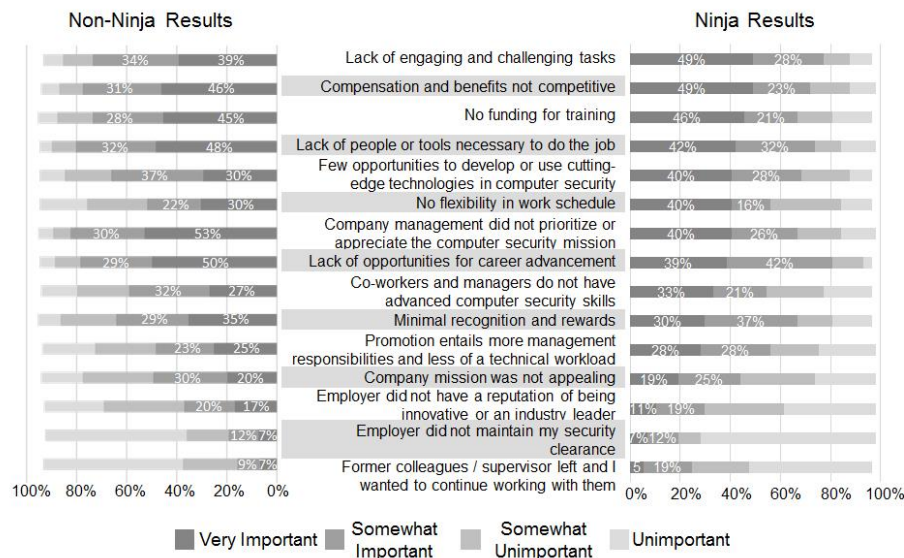 Non-Ninja Results
Ninja Results
34% 39%
Lack of engaging and challenging tasks
49% 28%
31% 46%
Compensation and benefits not competitive
49% 23%
28% 45%
No funding for training
46% 21%
32% 48%
Lack of people or tools necessary to do the job
42% 32%
37% 30%
Few opportunities to develop or use cutting-
edge technologies in computer security
40% 28%
22% 30%
No flexibility in work schedule
40% 16%
30% 53%
Company management did not prioritize or
appreciate the computer security mission
40% 26%
29% 50%
Lack of opportunities for career advancement
39% 42%
32% 27%
Co-workers and managers do not have
advanced computer security skills
33% 21%
29% 35%
Minimal recognition and rewards
30% 37%
23% 25%
Promotion entails more management
responsibilities and less of a technical workload
28% 28%
30% 20%
Company mission was not appealing
19% 25%
20% 17%
Employer did not have a reputation of being
innovative or an industry leader
11% 19%
12% 7%
Employer did not maintain my security
clearance
7% 12%
9% 7%
Former colleagues / supervisor left and I
wanted to continue working with them
5 19%
100% 80% 60% 40% 20% 0%
0% 20% 40% 60% 80% 100%
Very Important
Somewhat
Important
Somewhat
Unimportant
Unimportant